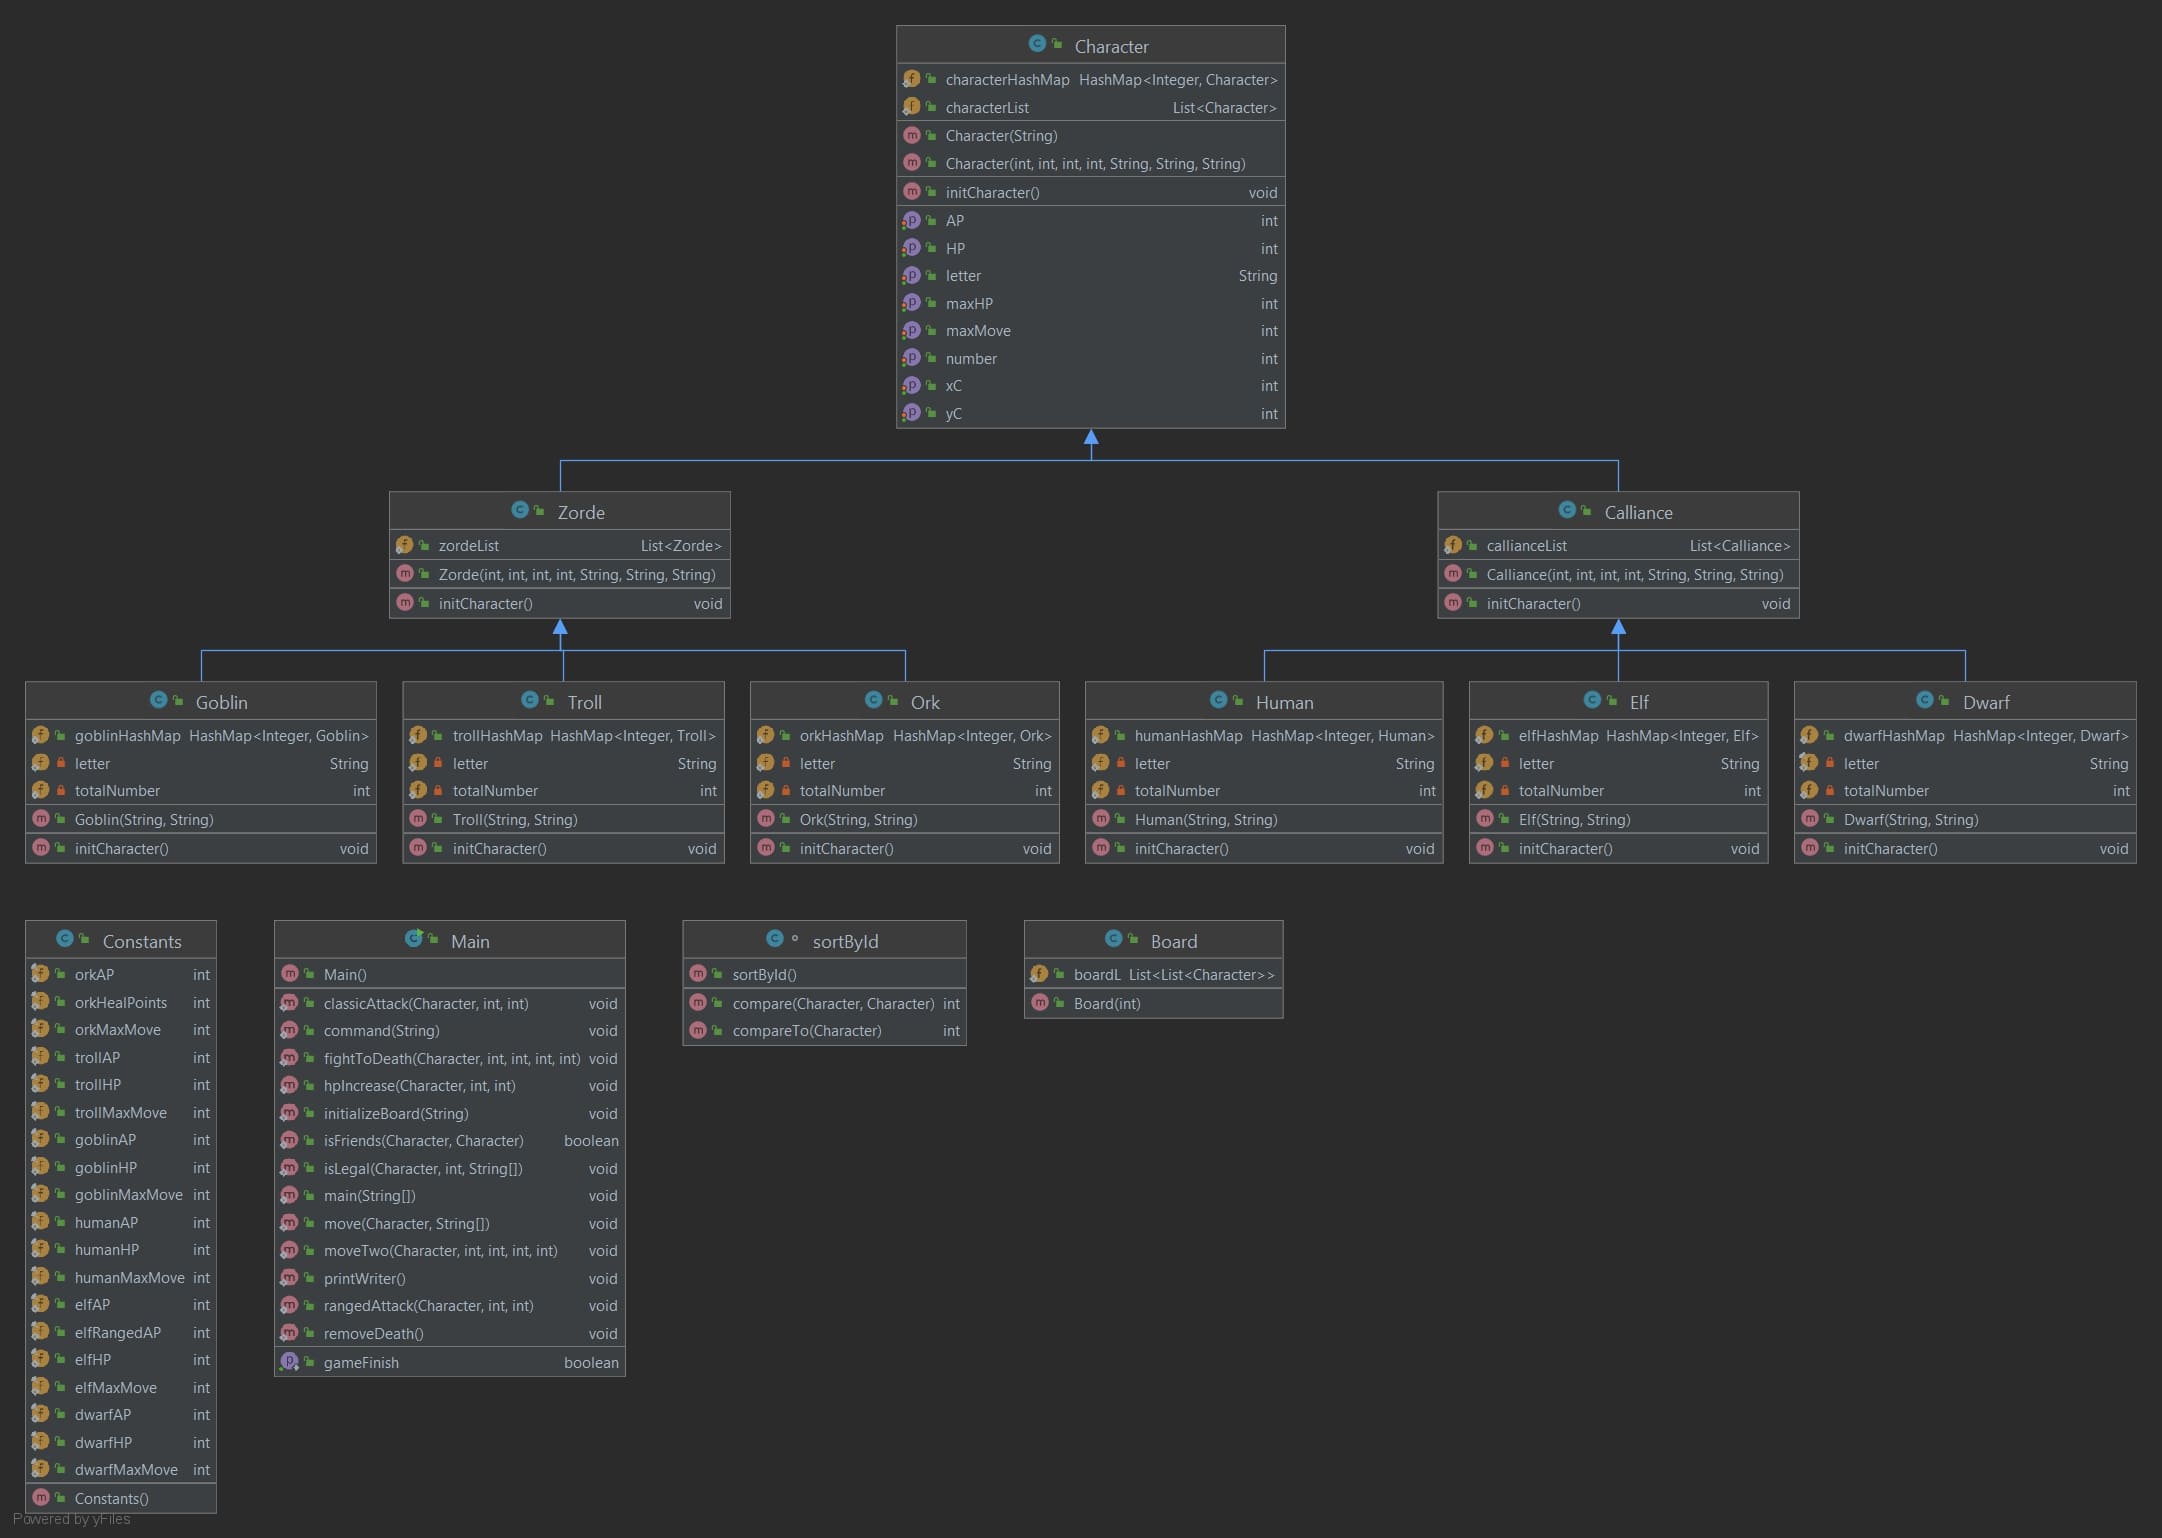 Character
characterHashMap HashMap<Integer, Character>
characterList List<Character>
Character(String)
Character(int, int, int, int, String, String, String)
initCharacter() void
AP int
HP int
letter String
maxHP int
maxMove int
number int
xC int
yC int
Zorde
zordeList List<Zorde>
Zorde(int, int, int, int, String, String, String)
initCharacter() void
Calliance
callianceList List<Calliance>
Calliance(int, int, int, int, String, String, String)
initCharacter() void
Goblin
goblinHashMap HashMap<Integer, Goblin>
letter String
totalNumber int
Goblin(String, String)
initCharacter() void
Troll
trollHashMap HashMap<Integer, Troll>
letter String
totalNumber int
Troll(String, String)
initCharacter() void
Ork
orkHashMap HashMap<Integer, Ork>
letter String
totalNumber int
Ork(String, String)
initCharacter() void
Human
humanHashMap HashMap<Integer, Human>
letter String
totalNumber int
Human(String, String)
initCharacter() void
Elf
elfHashMap HashMap<Integer, Elf>
letter String
totalNumber int
Elf(String, String)
initCharacter() void
Dwarf
dwarfHashMap HashMap<Integer, Dwarf>
letter String
totalNumber int
Dwarf(String, String)
initCharacter() void
Constants
orkAP int
orkHealPoints int
orkMaxMove int
trollAP int
trollHP int
trollMaxMove int
goblinAP int
goblinHP int
goblinMaxMove int
humanAP int
humanHP int
humanMaxMove int
elfAP int
elfRangedAP int
elfHP int
elfMaxMove int
dwarfAP int
dwarfHP int
dwarfMaxMove int
Constants()
Main
Main()
classicAttack(Character, int, int) void
command(String) void
fightToDeath(Character, int, int, int, int) void
hpIncrease(Character, int, int) void
initializeBoard(String) void
isFriends(Character, Character) boolean
isLegal(Character, int, String[]) void
main(String[]) void
move(Character, String[]) void
moveTwo(Character, int, int, int, int) void
printWriter() void
rangedAttack(Character, int, int) void
removeDeath() void
gameFinish boolean
sortById
sortById()
compare(Character, Character) int
compareTo(Character) int
Board
boardL List<List<Character>>
Board(int)
Powered by yFiles